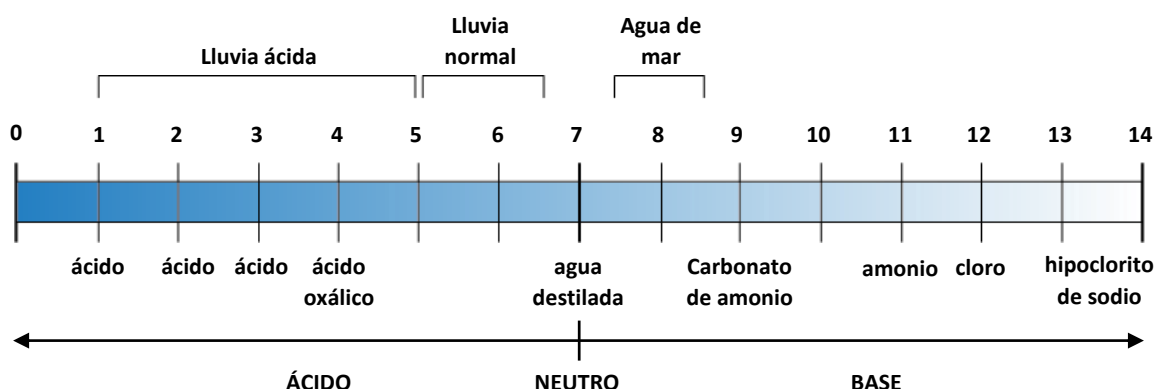 Lluvia ácida
Lluvia
normal
Agua de
mar
0 1 2 3 4 5 6 7 8 9 10 11 12 13 14
ácido ácido ácido ácido
oxálico
agua
destilada
Carbonato
de amonio
amonio cloro hipoclorito
de sodio
ÁCIDO NEUTRO BASE